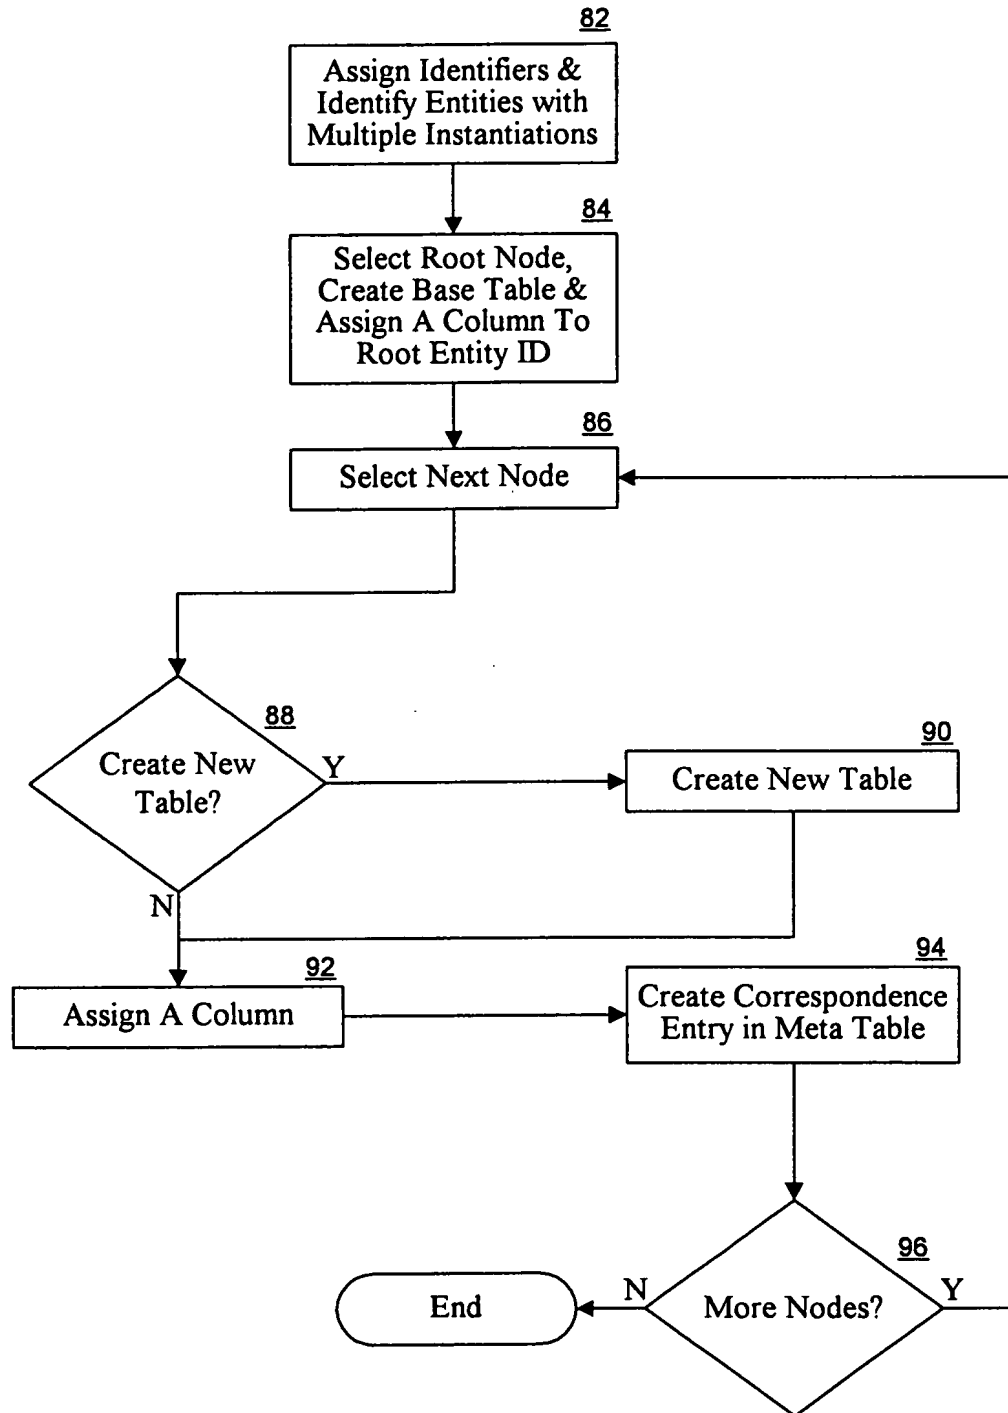 82
Assign Identifiers &
Identify Entities with
Multiple Instantiations
84
Select Root Node,
Create Base Table &
Assign A Column To
Root Entity ID
86
Select Next Node
88
Create New
Table?
Y
90
Create New Table
N
92
Assign A Column
94
Create Correspondence
Entry in Meta Table
96
More Nodes?
N
Y
End